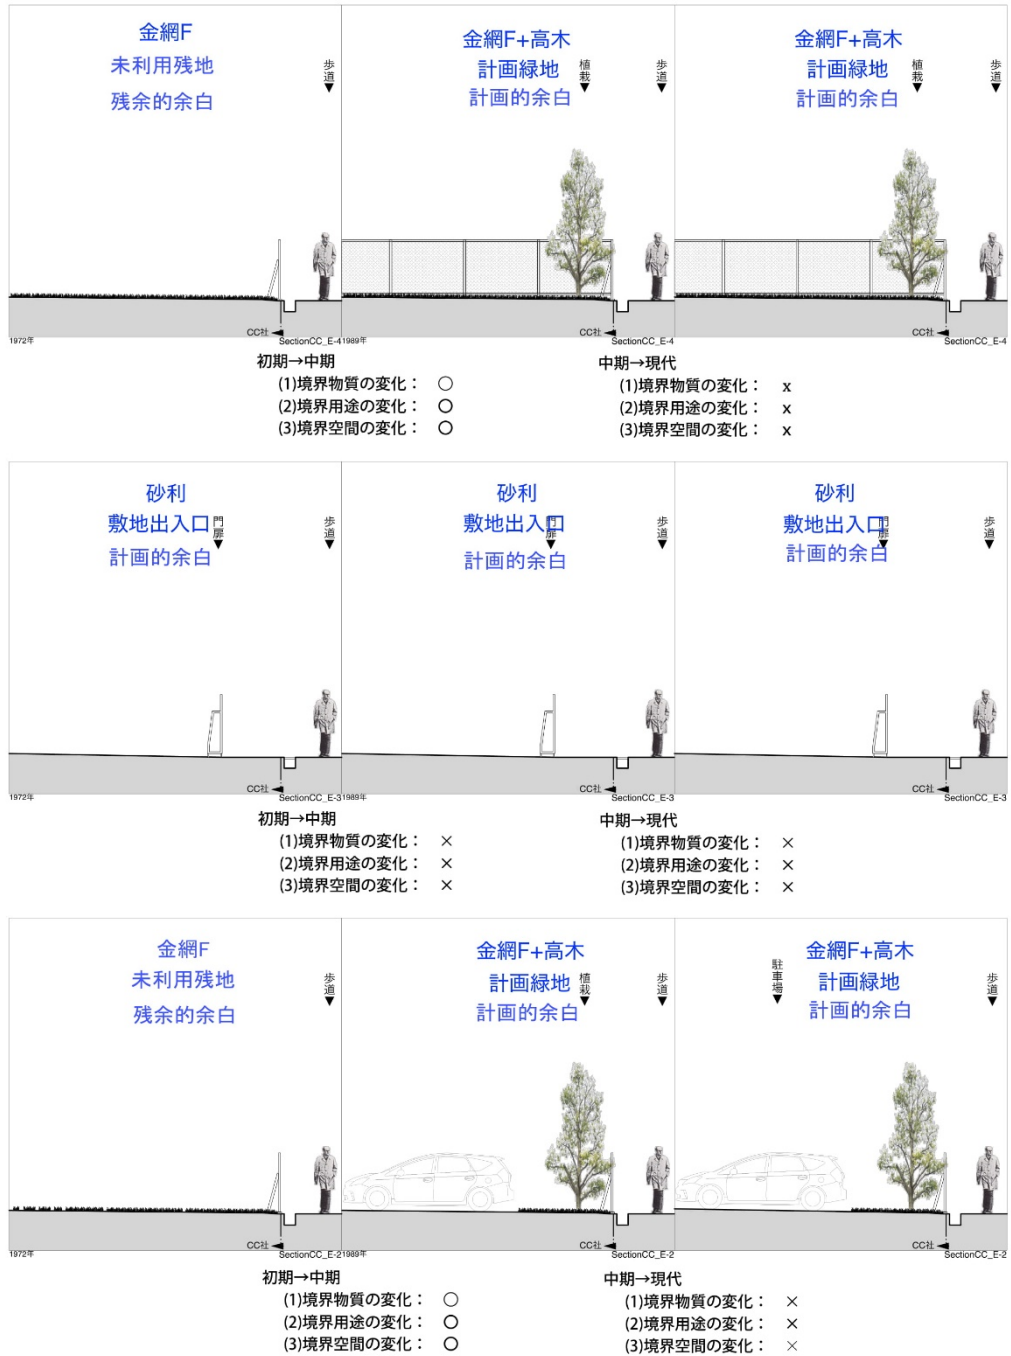 金網F
未利用残地
残余的余白
歩道
1972年
CC社
SectionCC_E-4
金網F+高木
計画緑地
計画的余白
植栽
歩道
1989年
CC社
SectionCC_E-4
金網F+高木
計画緑地
計画的余白
植栽
歩道
CC社
SectionCC_E-4
初期→中期
(1)境界物質の変化： ○
(2)境界用途の変化： ○
(3)境界空間の変化： ○
中期→現代
(1)境界物質の変化： x
(2)境界用途の変化： x
(3)境界空間の変化： x
砂利
敷地出入口
計画的余白
門扉
歩道
1972年
CC社
SectionCC_E-3
砂利
敷地出入口
計画的余白
門扉
歩道
1989年
CC社
SectionCC_E-3
砂利
敷地出入口
計画的余白
門扉
歩道
CC社
SectionCC_E-3
初期→中期
(1)境界物質の変化： ×
(2)境界用途の変化： ×
(3)境界空間の変化： ×
中期→現代
(1)境界物質の変化： ×
(2)境界用途の変化： ×
(3)境界空間の変化： ×
金網F
未利用残地
残余的余白
歩道
1972年
CC社
SectionCC_E-2
金網F+高木
計画緑地
計画的余白
植栽
歩道
1989年
CC社
SectionCC_E-2
金網F+高木
計画緑地
計画的余白
駐車場
歩道
CC社
SectionCC_E-2
初期→中期
(1)境界物質の変化： ○
(2)境界用途の変化： ○
(3)境界空間の変化： ○
中期→現代
(1)境界物質の変化： ×
(2)境界用途の変化： ×
(3)境界空間の変化： ×